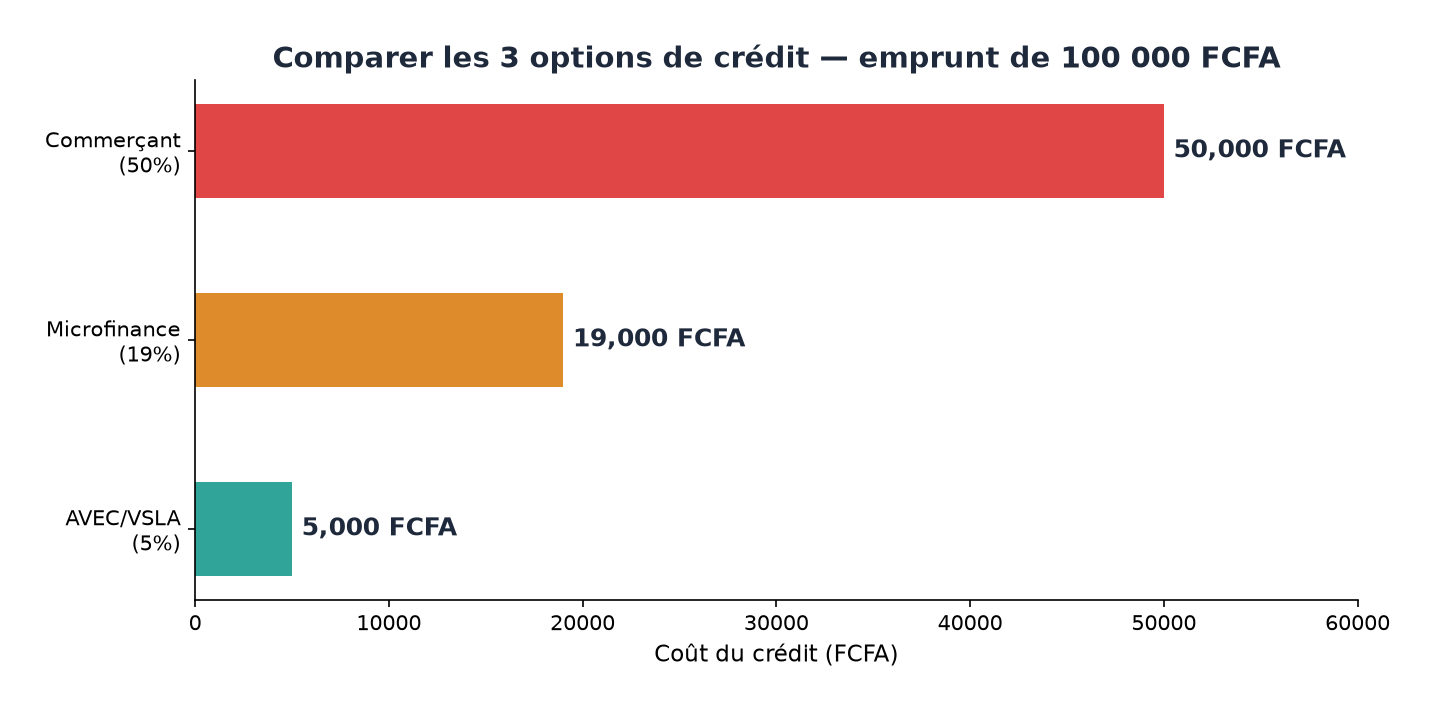 Comparer les 3 options de crédit — emprunt de 100 000 FCFA
Commerçant
(50%)
50,000 FCFA
Microfinance
(19%)
19,000 FCFA
AVEC/VSLA
(5%)
5,000 FCFA
0 10000 20000 30000 40000 50000 60000
Coût du crédit (FCFA)